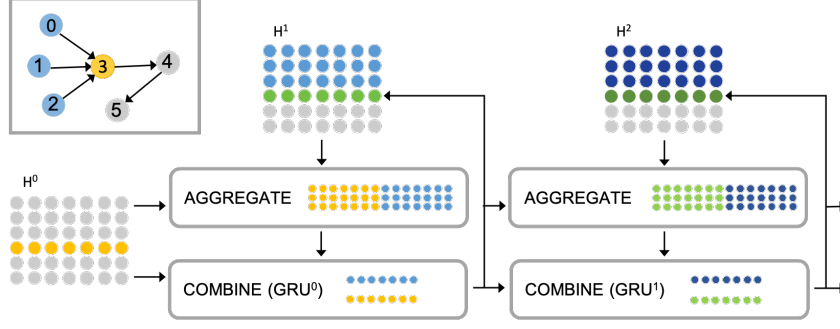 0
1
2
3
4
5
H¹
H²
H⁰
AGGREGATE
AGGREGATE
COMBINE (GRU⁰)
COMBINE (GRU¹)